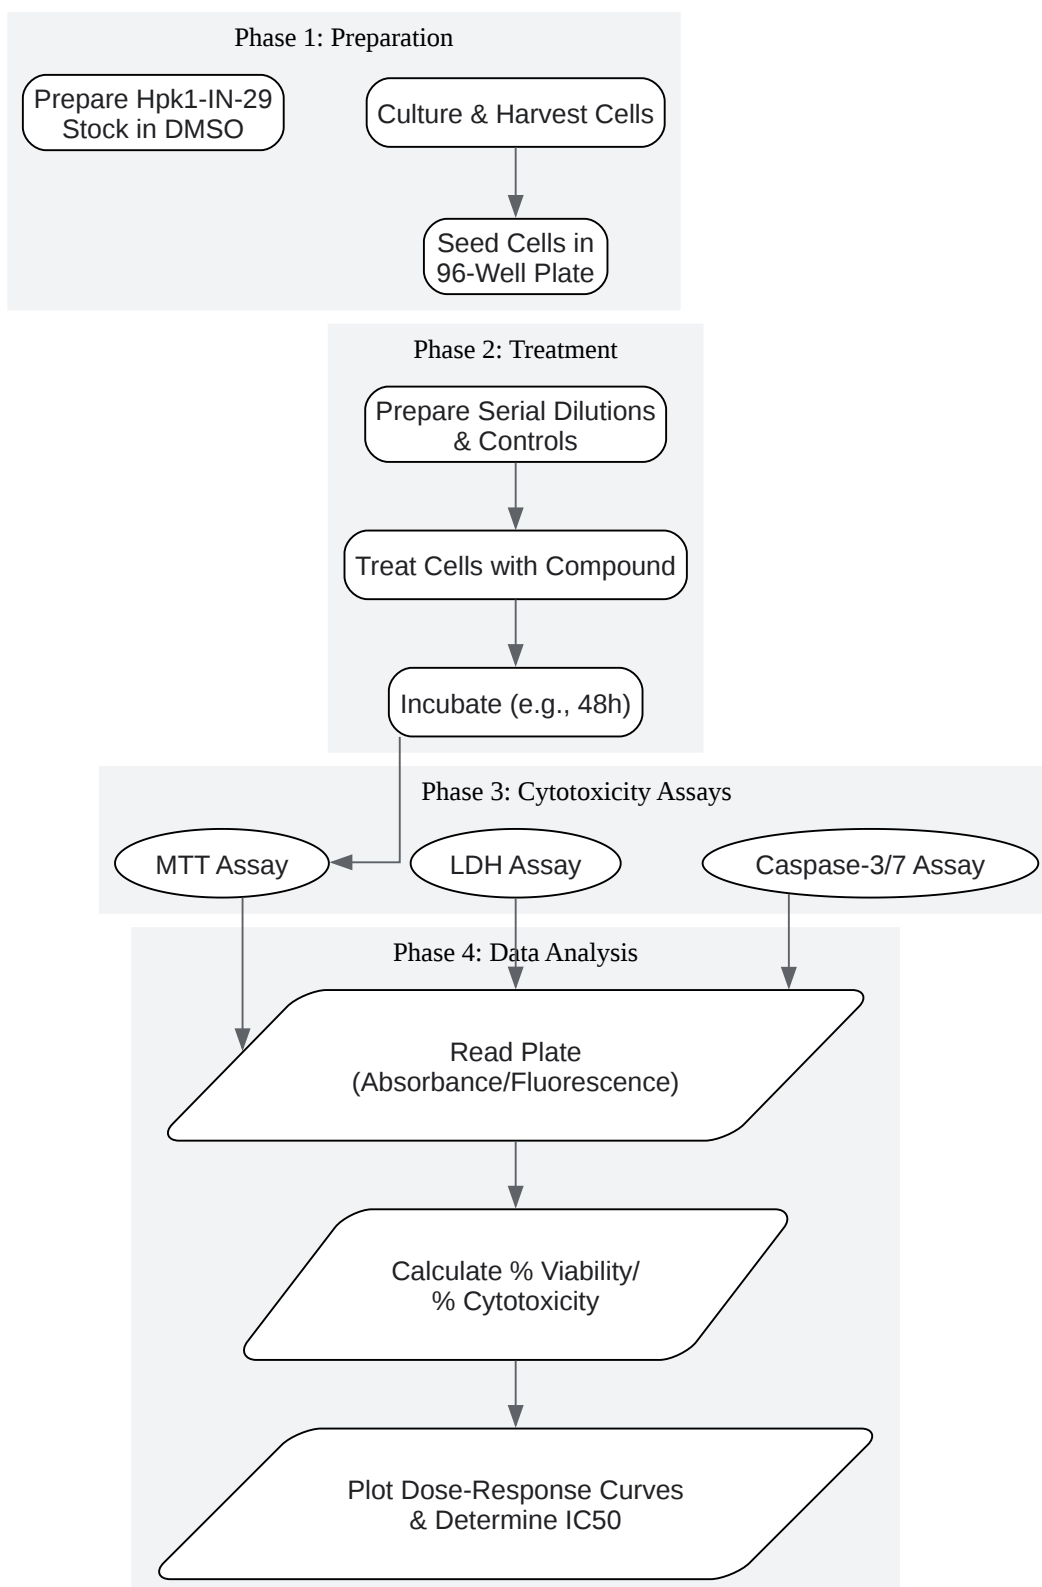 Phase 1: Preparation
Prepare Hpk1-IN-29
Stock in DMSO
Culture & Harvest Cells
Seed Cells in
96-Well Plate
Phase 2: Treatment
Prepare Serial Dilutions
& Controls
Treat Cells with Compound
Incubate (e.g., 48h)
Phase 3: Cytotoxicity Assays
MTT Assay
LDH Assay
Caspase-3/7 Assay
Phase 4: Data Analysis
Read Plate
(Absorbance/Fluorescence)
Calculate % Viability/
% Cytotoxicity
Plot Dose-Response Curves
& Determine IC50